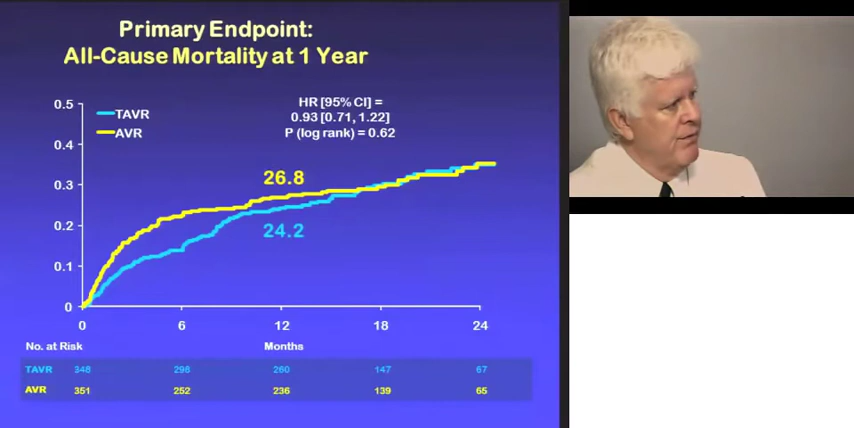 Primary Endpoint:
All-Cause Mortality at 1 Year
0.5
0.4
0.3
0.2
0.1
0
TAVR
AVR
HR [95% CI] =
0.93 [0.71, 1.22]
P (log rank) = 0.62
26.8
24.2
0 6 12 18 24
No. at Risk Months
TAVR 348 298 260 147 67
AVR 351 252 236 139 65